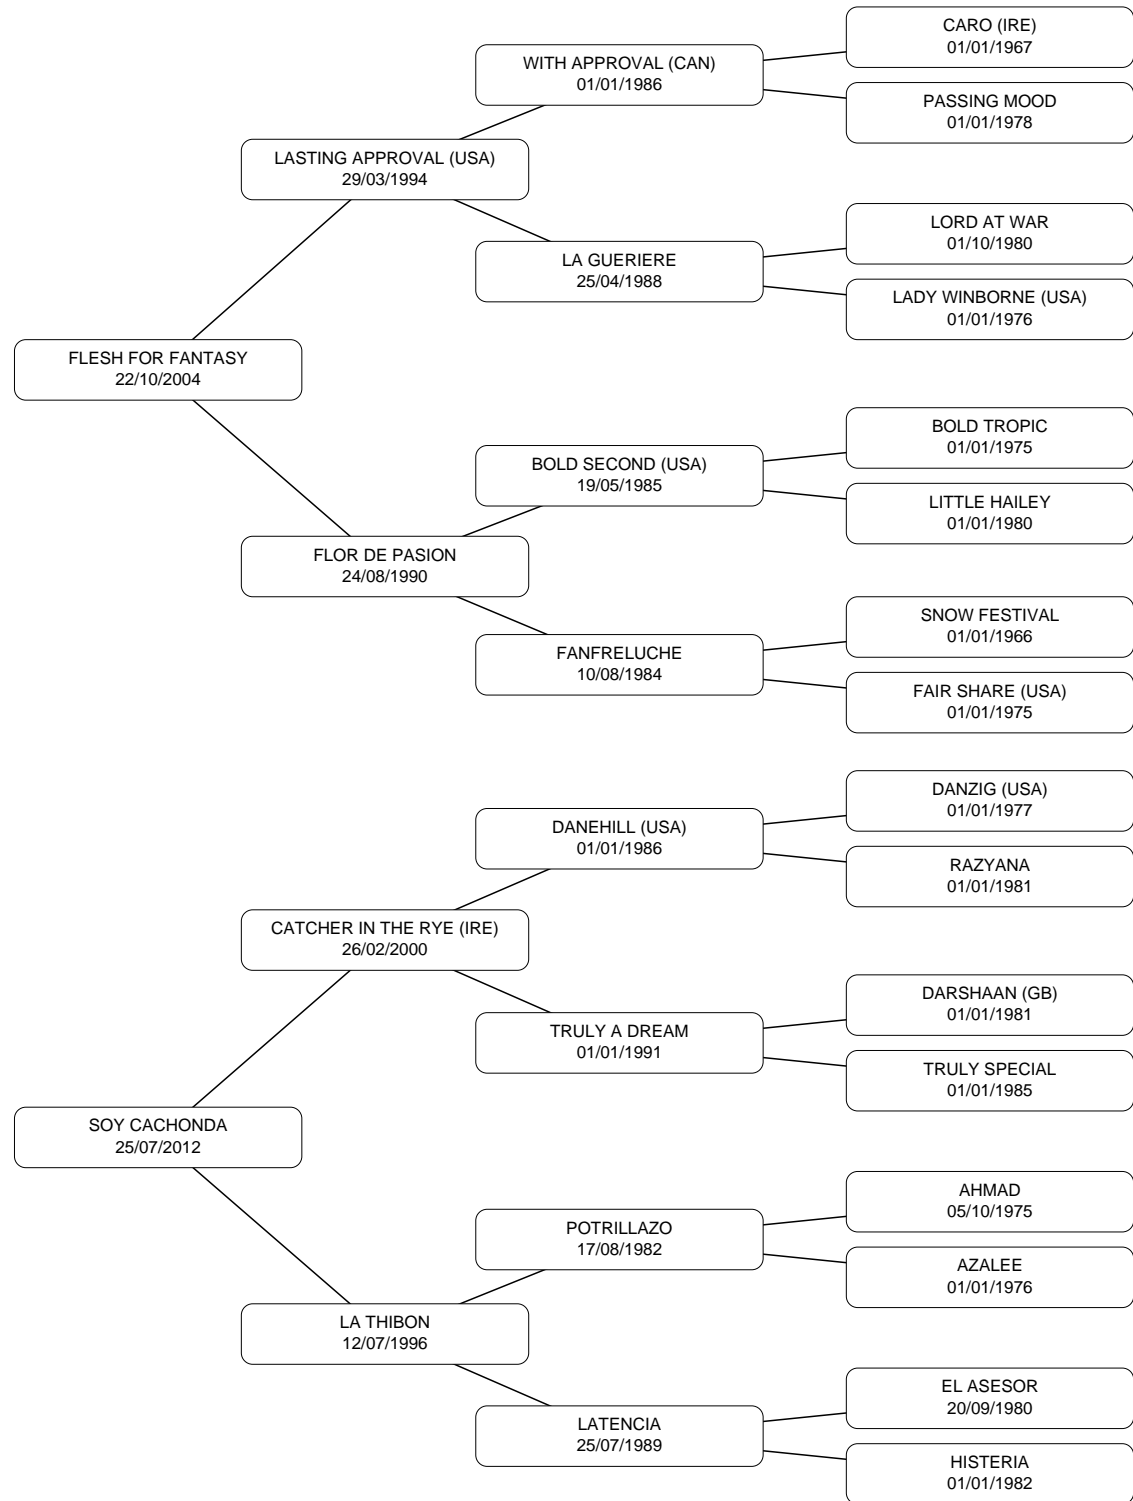 CARO (IRE)
01/01/1967
WITH APPROVAL (CAN)
01/01/1986
PASSING MOOD
01/01/1978
LASTING APPROVAL (USA)
29/03/1994
LORD AT WAR
01/10/1980
LA GUERIERE
25/04/1988
LADY WINBORNE (USA)
01/01/1976
FLESH FOR FANTASY
22/10/2004
BOLD TROPIC
01/01/1975
BOLD SECOND (USA)
19/05/1985
LITTLE HAILEY
01/01/1980
FLOR DE PASION
24/08/1990
SNOW FESTIVAL
01/01/1966
FANFRELUCHE
10/08/1984
FAIR SHARE (USA)
01/01/1975
DANZIG (USA)
01/01/1977
DANEHILL (USA)
01/01/1986
RAZYANA
01/01/1981
CATCHER IN THE RYE (IRE)
26/02/2000
DARSHAAN (GB)
01/01/1981
TRULY A DREAM
01/01/1991
TRULY SPECIAL
01/01/1985
SOY CACHONDA
25/07/2012
AHMAD
05/10/1975
POTRILLAZO
17/08/1982
AZALEE
01/01/1976
LA THIBON
12/07/1996
EL ASESOR
20/09/1980
LATENCIA
25/07/1989
HISTERIA
01/01/1982